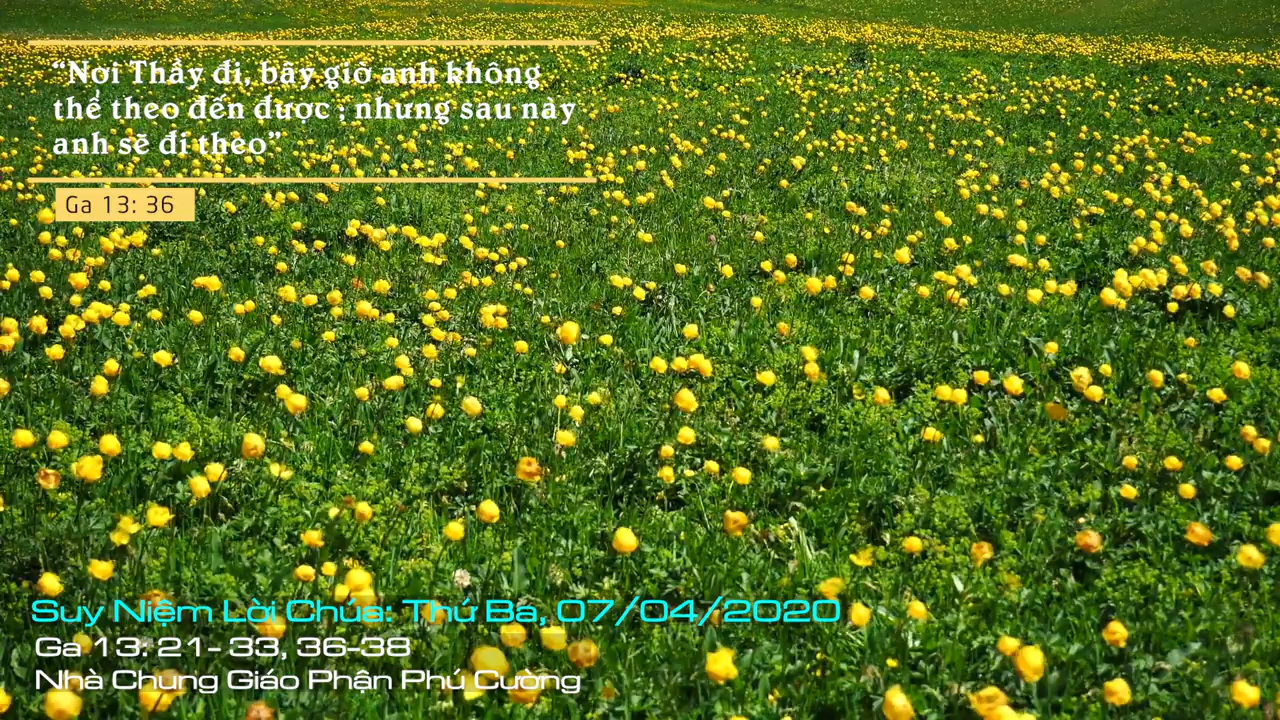 “Nơi Thầy đi, bây giờ anh không
thể theo đến được ; nhưng sau này
anh sẽ đi theo”
Ga 13: 36
Suy Niệm Lời Chúa: Thứ Ba, 07/04/2020
Ga 13: 21- 33, 36-38
Nhà Chung Giáo Phận Phú Cường